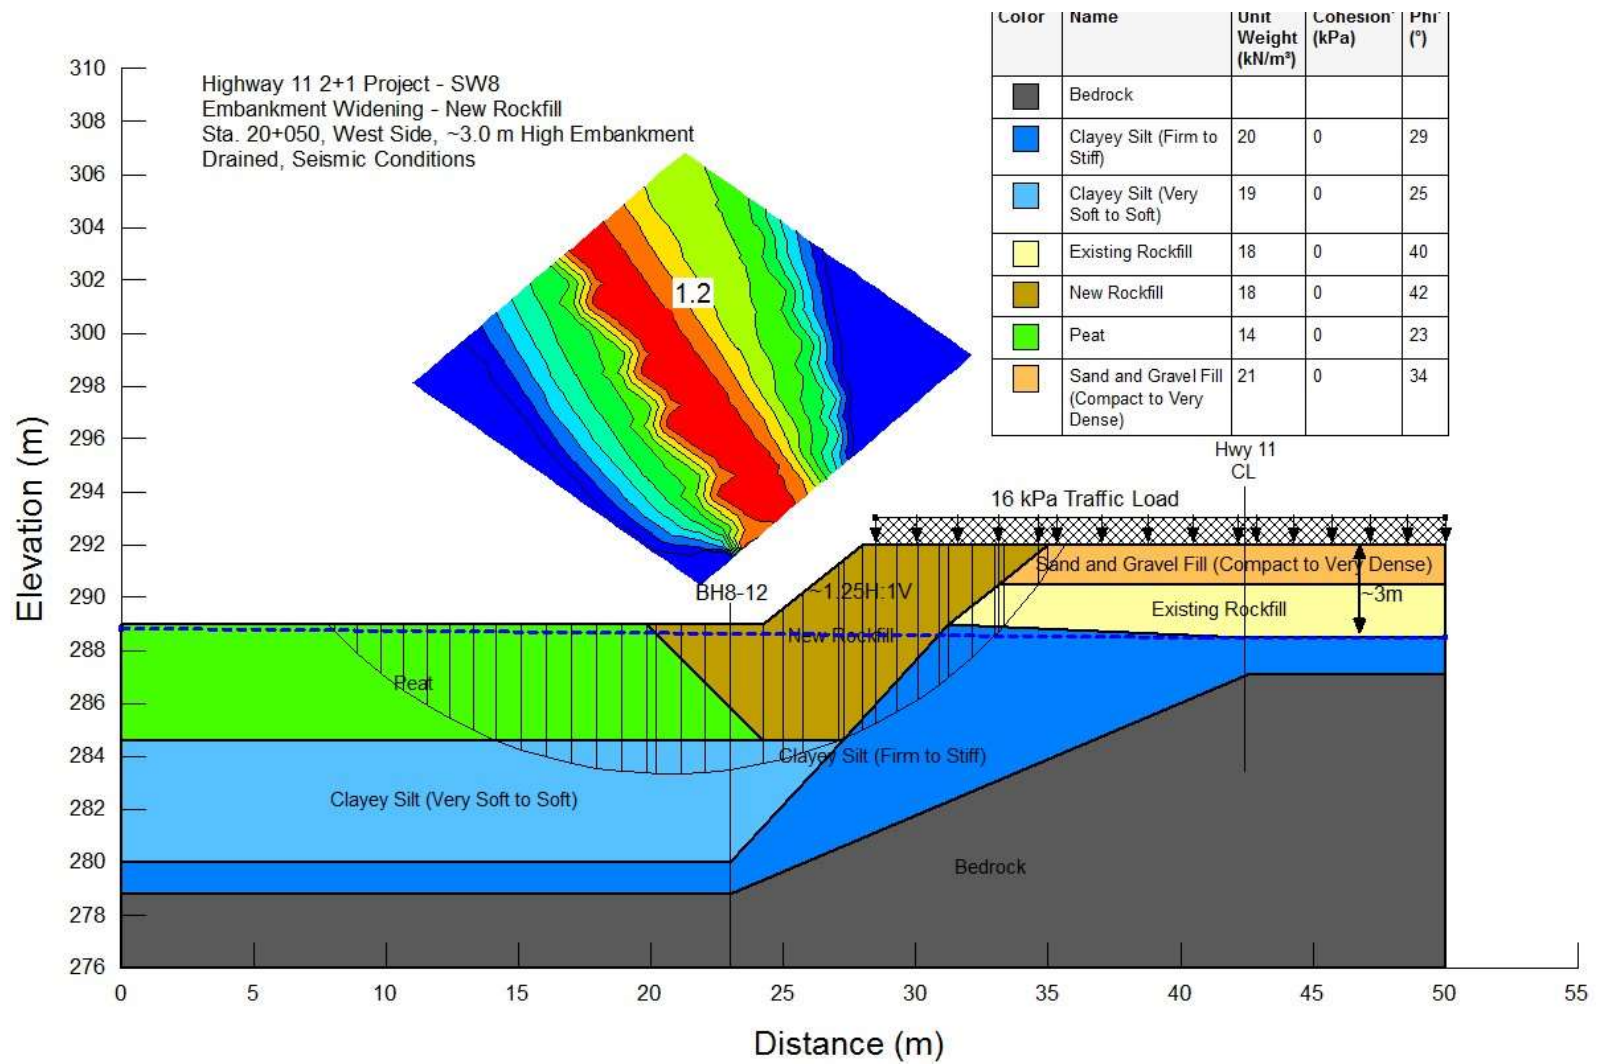 Color Name Unit Cohesion' Phi'
Weight (kPa) (°)
(kN/m³)
Bedrock
Clayey Silt (Firm to 20 0 29
Stiff)
Clayey Silt (Very 19 0 25
Soft to Soft)
Existing Rockfill 18 0 40
New Rockfill 18 0 42
Peat 14 0 23
Sand and Gravel Fill 21 0 34
(Compact to Very
Dense)
Highway 11 2+1 Project - SW8
Embankment Widening - New Rockfill
Sta. 20+050, West Side, ~3.0 m High Embankment
Drained, Seismic Conditions
1.2
Hwy 11
CL
16 kPa Traffic Load
BH8-12
~1.25H:1V
Sand and Gravel Fill (Compact to Very Dense)
Existing Rockfill
~3m
New Rockfill
Peat
Clayey Silt (Firm to Stiff)
Clayey Silt (Very Soft to Soft)
Bedrock
Elevation (m)
310
308
306
304
302
300
298
296
294
292
290
288
286
284
282
280
278
276
0 5 10 15 20 25 30 35 40 45 50 55
Distance (m)